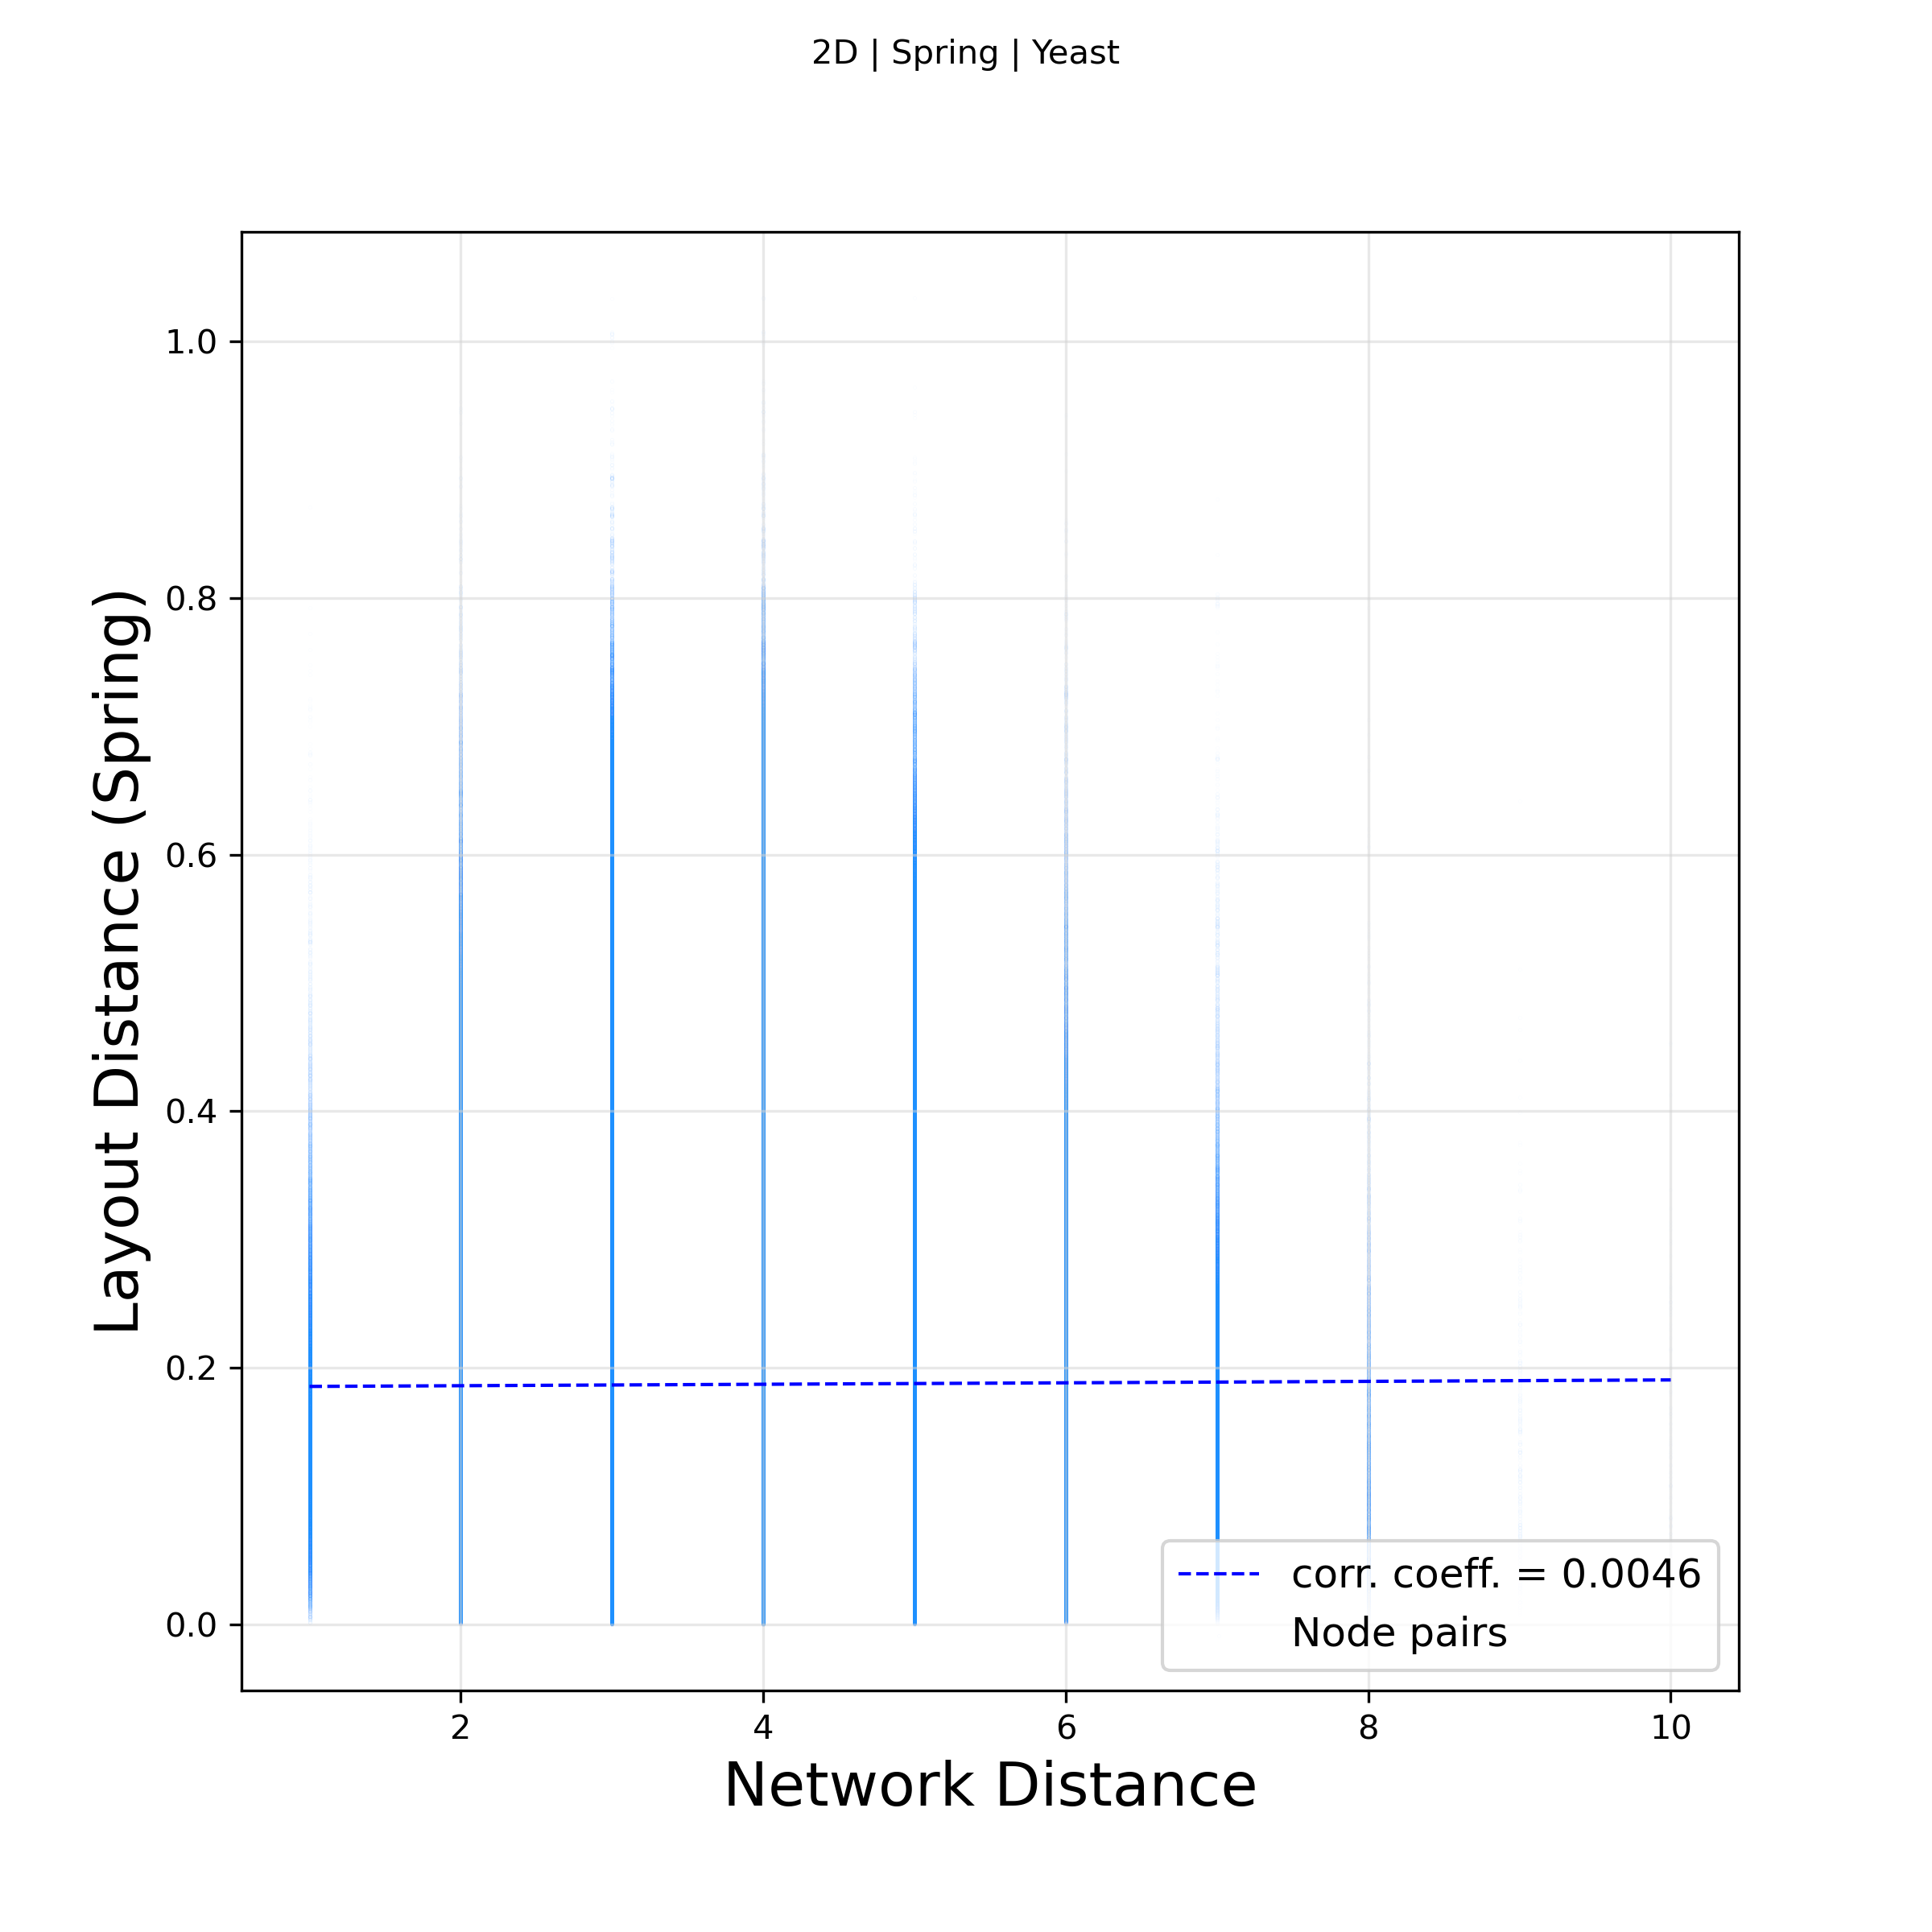 2D | Spring | Yeast
Layout Distance (Spring)
1.0
0.8
0.6
0.4
0.2
0.0
corr. coeff. = 0.0046
Node pairs
2 4 6 8 10
Network Distance